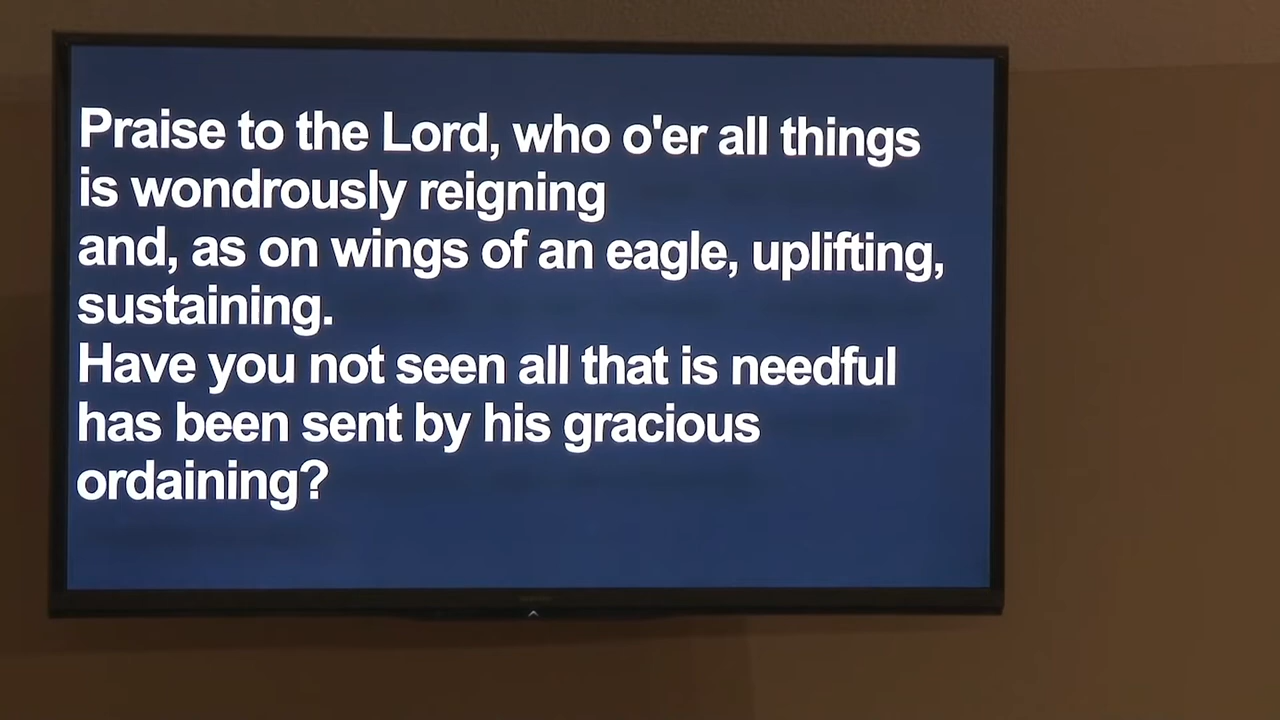 Praise to the Lord, who o'er all things
is wondrously reigning
and, as on wings of an eagle, uplifting,
sustaining.
Have you not seen all that is needful
has been sent by his gracious
ordaining?